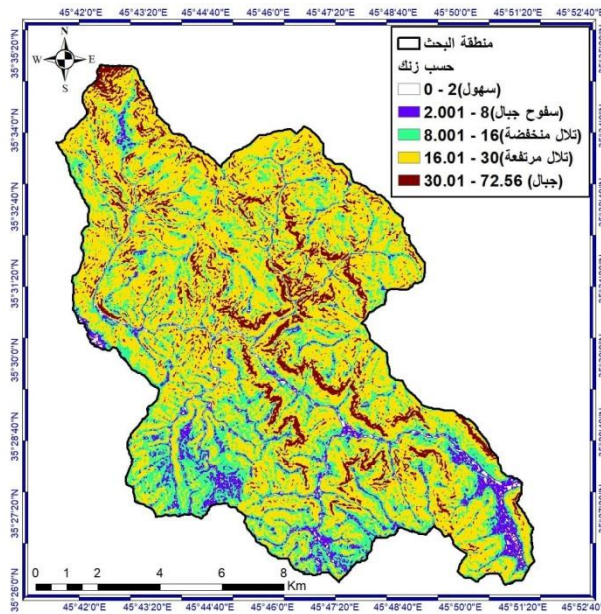 45°42'0"E 45°43'20"E 45°44'40"E 45°46'0"E 45°47'20"E 45°48'40"E 45°50'0"E 45°51'20"E 45°52'40"E
N
W E
S
منطقة البحث
حسب زنك
0 - 2(سهول)
2.001 - 8(سفوح جبال)
8.001 - 16(تلال منخفضة)
16.01 - 30(تلال مرتفعة)
30.01 - 72.56 (جبال)
35°35'20"N
35°34'0"N
35°32'40"N
35°31'20"N
35°30'0"N
35°28'40"N
35°27'20"N
35°26'0"N
0 1 2 4 6 8
Km
45°42'0"E 45°43'20"E 45°44'40"E 45°46'0"E 45°47'20"E 45°48'40"E 45°50'0"E 45°51'20"E 45°52'40"E